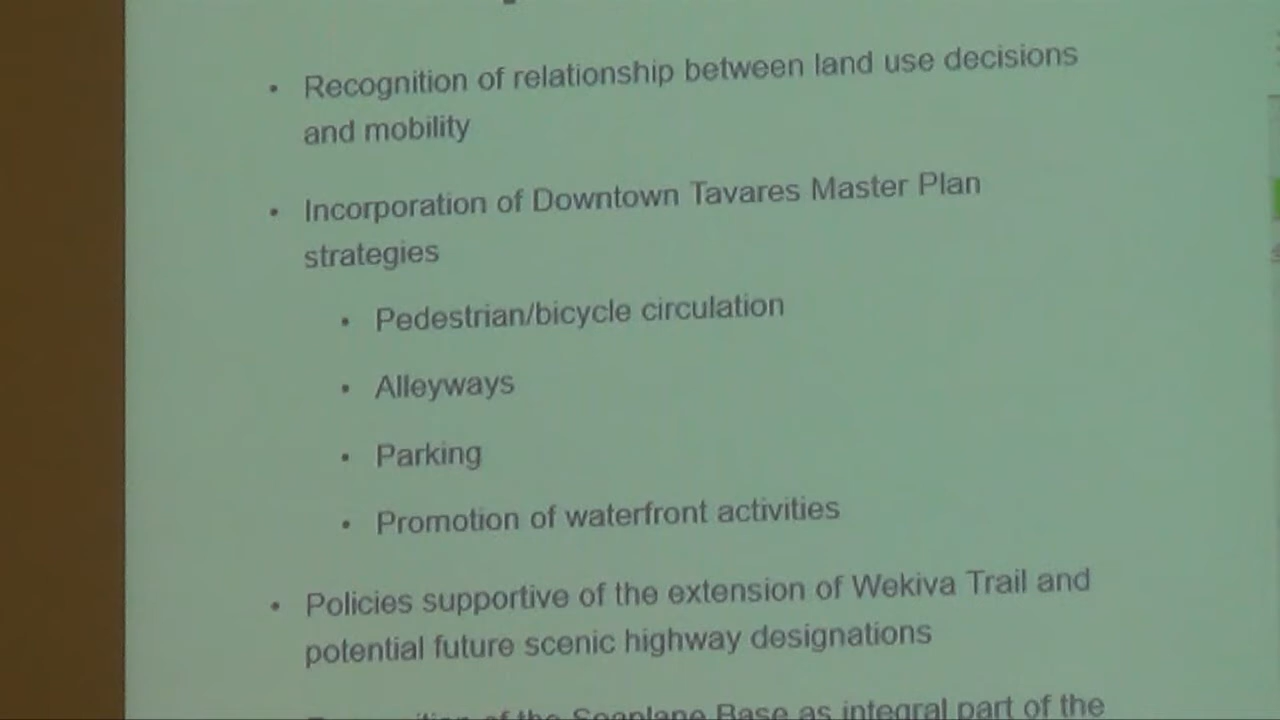 • Recognition of relationship between land use decisions
and mobility
• Incorporation of Downtown Tavares Master Plan
strategies
• Pedestrian/bicycle circulation
• Alleyways
• Parking
• Promotion of waterfront activities
• Policies supportive of the extension of Wekiva Trail and
potential future scenic highway designations
of the Seaplane Base as integral part of the